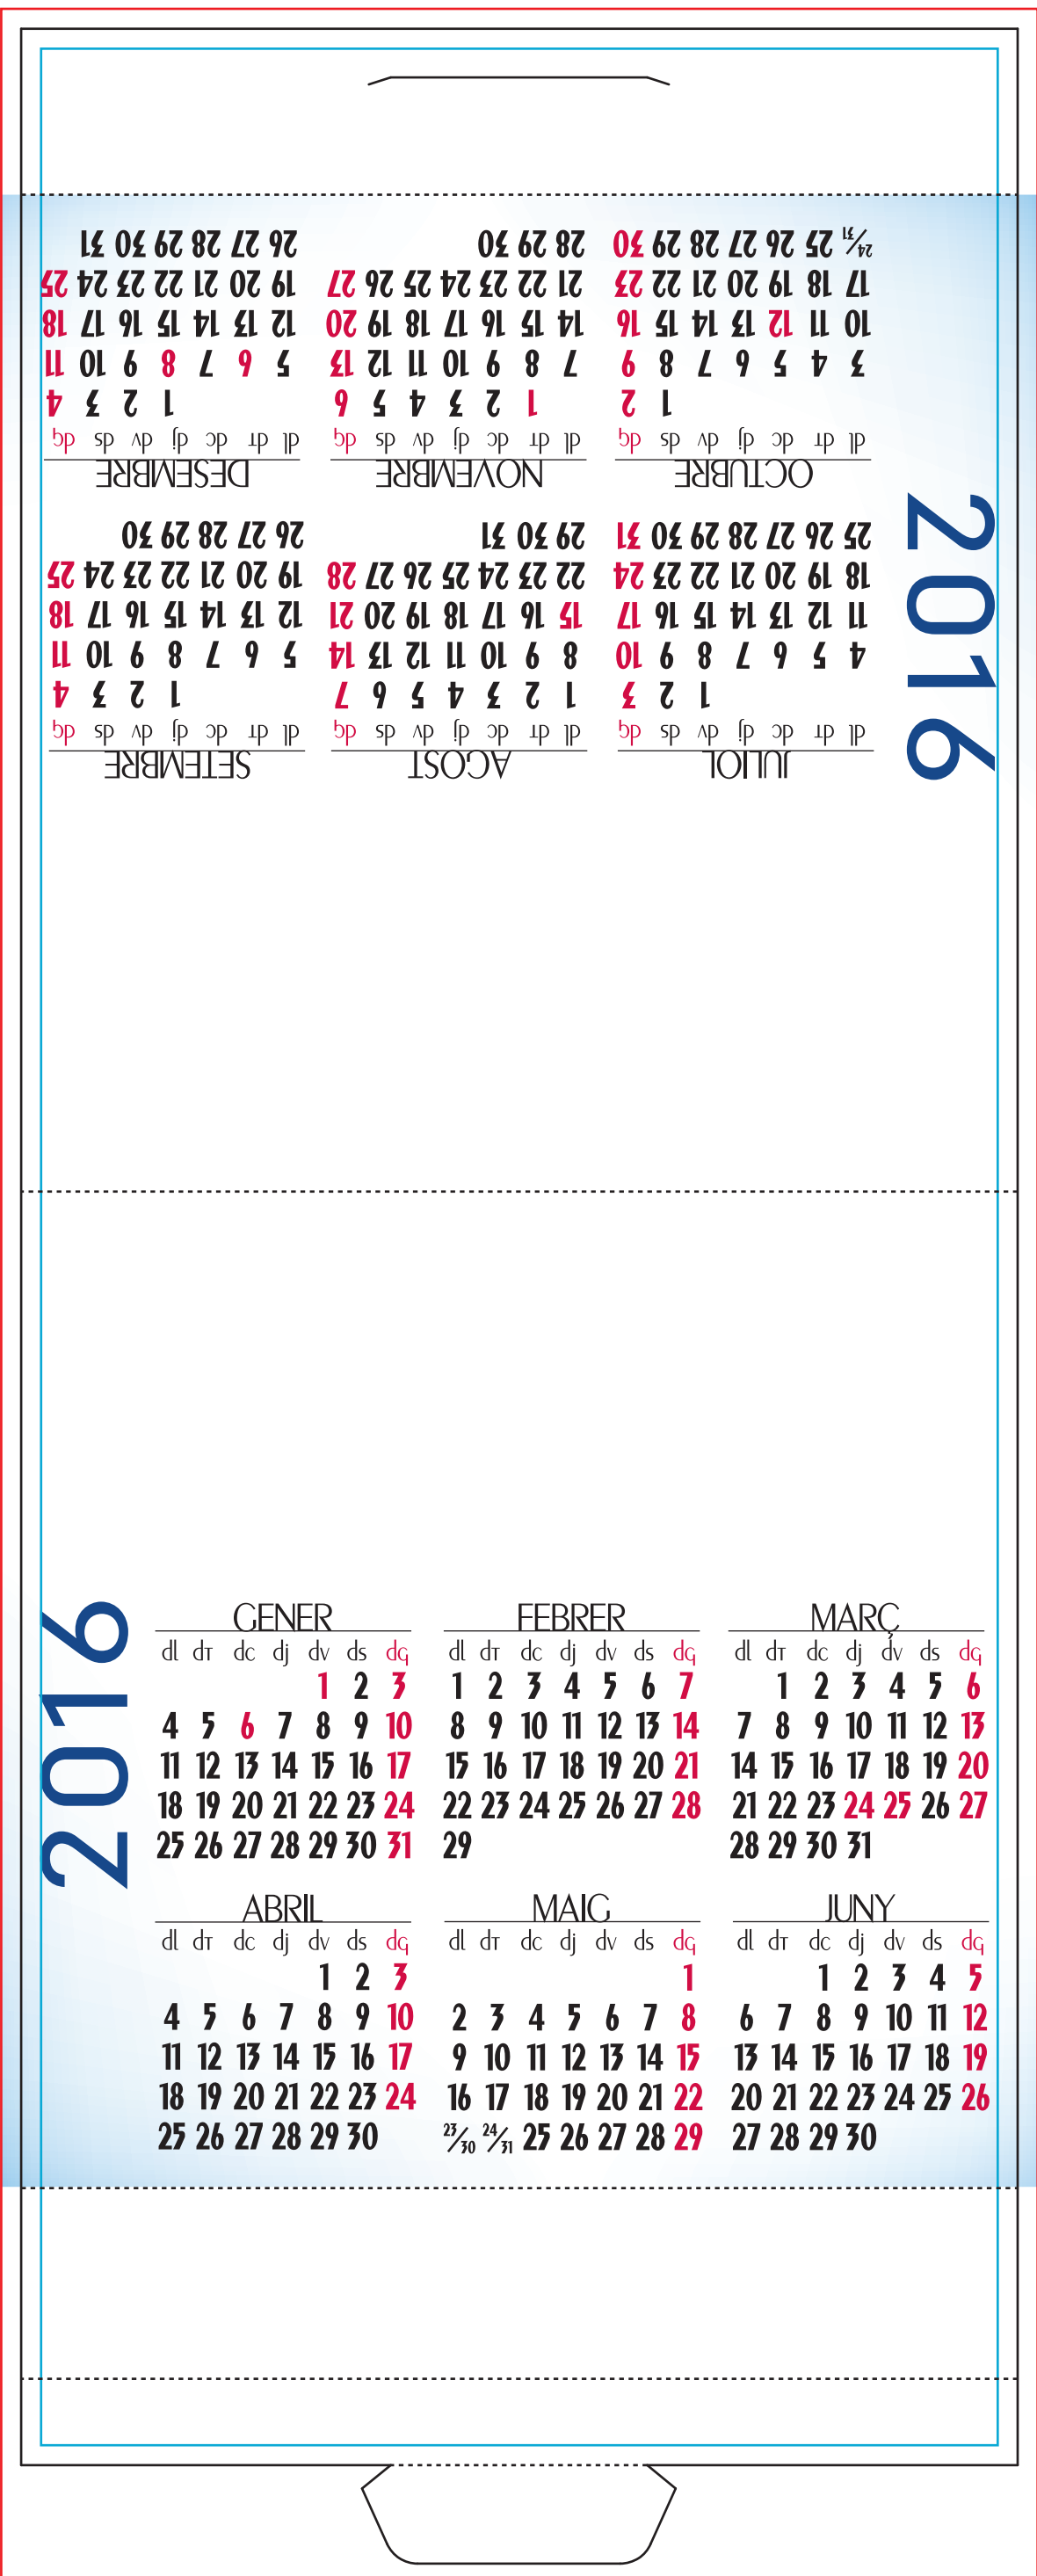 2016
JULIOL AGOST SETEMBRE
dl dt dc dj dv ds dg dl dt dc dj dv ds dg dl dt dc dj dv ds dg
1 2 3 1 2 3 4 5 6 7 1 2 3 4
4 5 6 7 8 9 10 8 9 10 11 12 13 14 5 6 7 8 9 10 11
11 12 13 14 15 16 17 15 16 17 18 19 20 21 12 13 14 15 16 17 18
18 19 20 21 22 23 24 22 23 24 25 26 27 28 19 20 21 22 23 24 25
25 26 27 28 29 30 31 29 30 31 26 27 28 29 30
OCTUBRE NOVEMBRE DESEMBRE
dl dt dc dj dv ds dg dl dt dc dj dv ds dg dl dt dc dj dv ds dg
1 2 1 2 3 4 5 6 1 2 3 4
3 4 5 6 7 8 9 7 8 9 10 11 12 13 5 6 7 8 9 10 11
10 11 12 13 14 15 16 14 15 16 17 18 19 20 12 13 14 15 16 17 18
17 18 19 20 21 22 23 21 22 23 24 25 26 27 19 20 21 22 23 24 25
24/31 25 26 27 28 29 30 28 29 30 26 27 28 29 30 31
2016
GENER FEBRER MARÇ
dl dt dc dj dv ds dg dl dt dc dj dv ds dg dl dt dc dj dv ds dg
1 2 3 1 2 3 4 5 6 7 1 2 3 4 5 6
4 5 6 7 8 9 10 8 9 10 11 12 13 14 7 8 9 10 11 12 13
11 12 13 14 15 16 17 15 16 17 18 19 20 21 14 15 16 17 18 19 20
18 19 20 21 22 23 24 22 23 24 25 26 27 28 21 22 23 24 25 26 27
25 26 27 28 29 30 31 29 28 29 30 31
ABRIL MAIG JUNY
dl dt dc dj dv ds dg dl dt dc dj dv ds dg dl dt dc dj dv ds dg
1 2 3 1 1 2 3 4 5
4 5 6 7 8 9 10 2 3 4 5 6 7 8 6 7 8 9 10 11 12
11 12 13 14 15 16 17 9 10 11 12 13 14 15 13 14 15 16 17 18 19
18 19 20 21 22 23 24 16 17 18 19 20 21 22 20 21 22 23 24 25 26
25 26 27 28 29 30 23/30 24/31 25 26 27 28 29 27 28 29 30